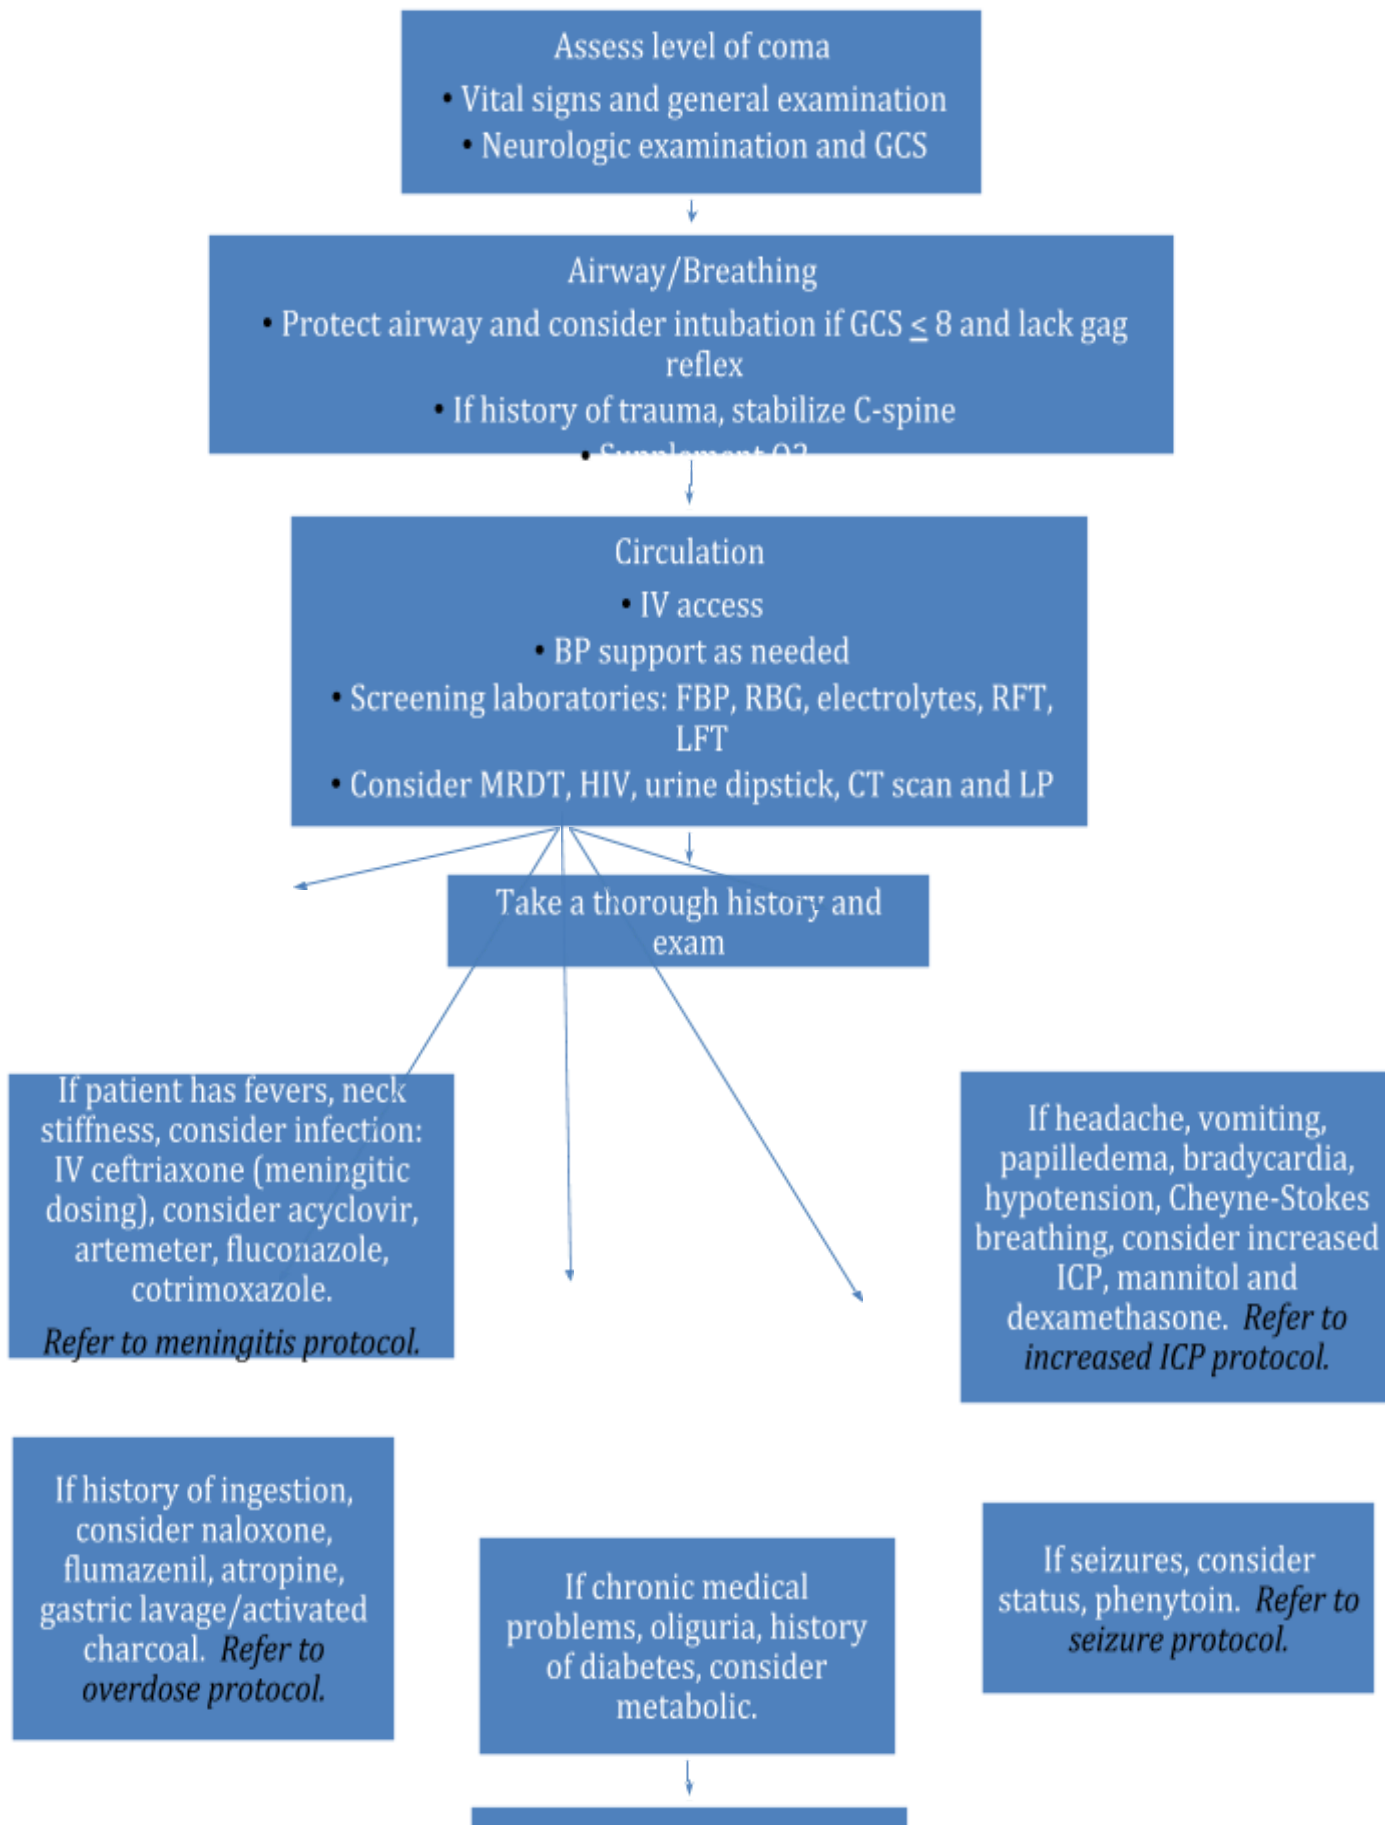 Assess level of coma
• Vital signs and general examination
• Neurologic examination and GCS
Airway/Breathing
• Protect airway and consider intubation if GCS ≤ 8 and lack gag
reflex
• If history of trauma, stabilize C-spine
• Supplement O2
Circulation
• IV access
• BP support as needed
• Screening laboratories: FBP, RBG, electrolytes, RFT,
LFT
• Consider MRDT, HIV, urine dipstick, CT scan and LP
Take a thorough history and
exam
If patient has fevers, neck
stiffness, consider infection:
IV ceftriaxone (meningitic
dosing), consider acyclovir,
artemeter, fluconazole,
cotrimoxazole.
Refer to meningitis protocol.
If headache, vomiting,
papilledema, bradycardia,
hypotension, Cheyne-Stokes
breathing, consider increased
ICP, mannitol and
dexamethasone. Refer to
increased ICP protocol.
If history of ingestion,
consider naloxone,
flumazenil, atropine,
gastric lavage/activated
charcoal. Refer to
overdose protocol.
If chronic medical
problems, oliguria, history
of diabetes, consider
metabolic.
If seizures, consider
status, phenytoin. Refer to
seizure protocol.